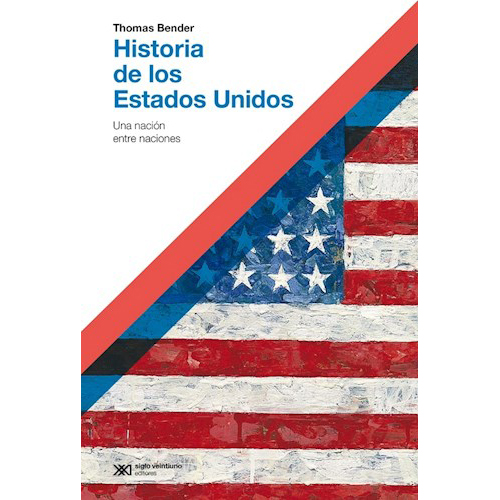 Thomas Bender
Historia
de los
Estados Unidos
Una nación
entre naciones
siglo veintiuno
editores